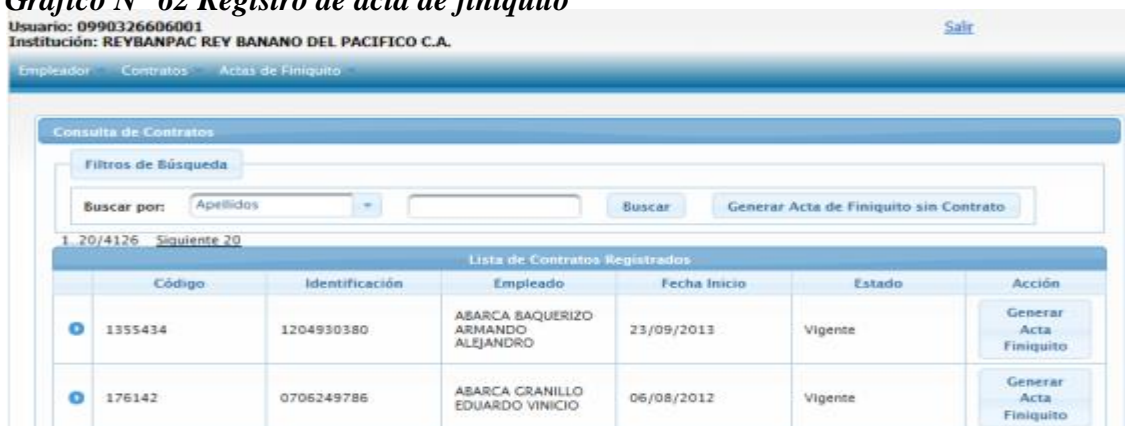 Gráfico N° 62 Registro de acta de finiquito
Usuario: 0990326606001
Salir
Institución: REYBANPAC REY BANANO DEL PACIFICO C.A.
Empleador Contratos Actas de Finiquito
Consulta de Contratos
Filtros de Búsqueda
Buscar por: Apellidos Buscar Generar Acta de Finiquito sin Contrato
1..20/4126 Siguiente 20
Lista de Contratos Registrados
Código Identificación Empleado Fecha Inicio Estado Acción
1355434 1204930380 ABARCA BAQUERIZO ARMANDO ALEJANDRO 23/09/2013 Vigente Generar Acta Finiquito
176142 0706249786 ABARCA GRANILLO EDUARDO VINICIO 06/08/2012 Vigente Generar Acta Finiquito